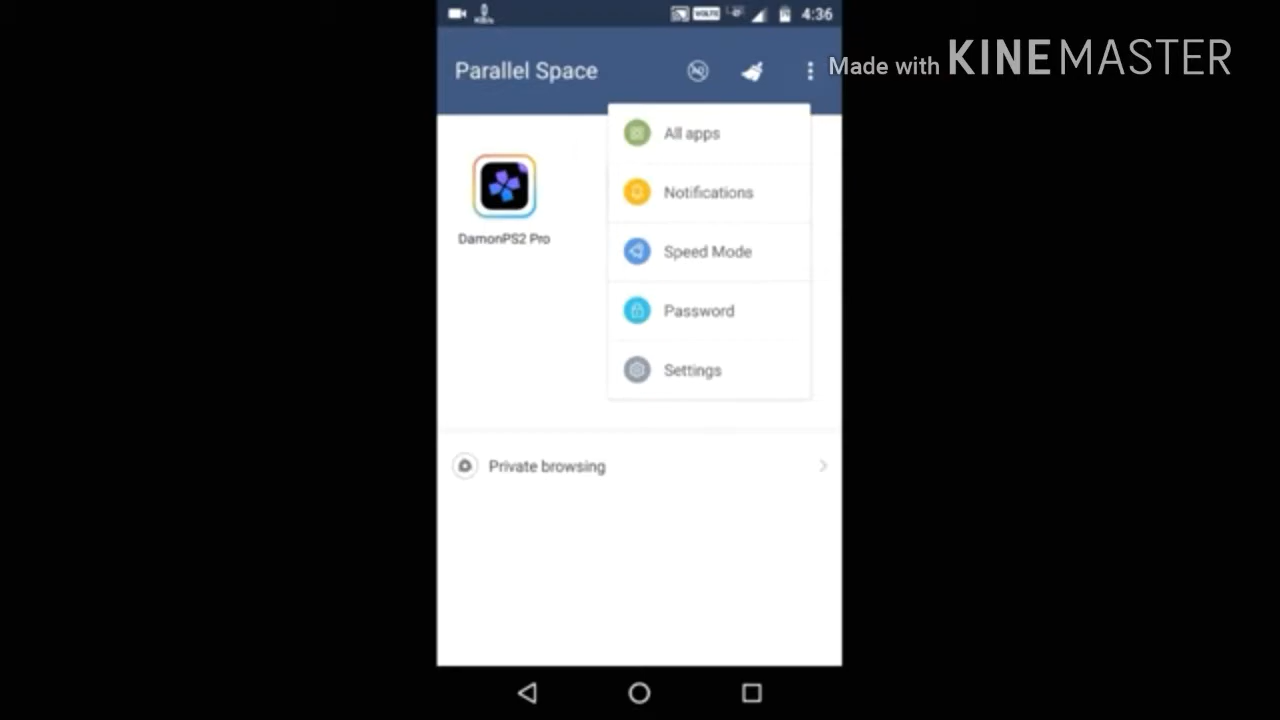 4:36
Parallel Space
Made with KINEMASTER
All apps
Notifications
DamonPS2 Pro
Speed Mode
Password
Settings
Private browsing